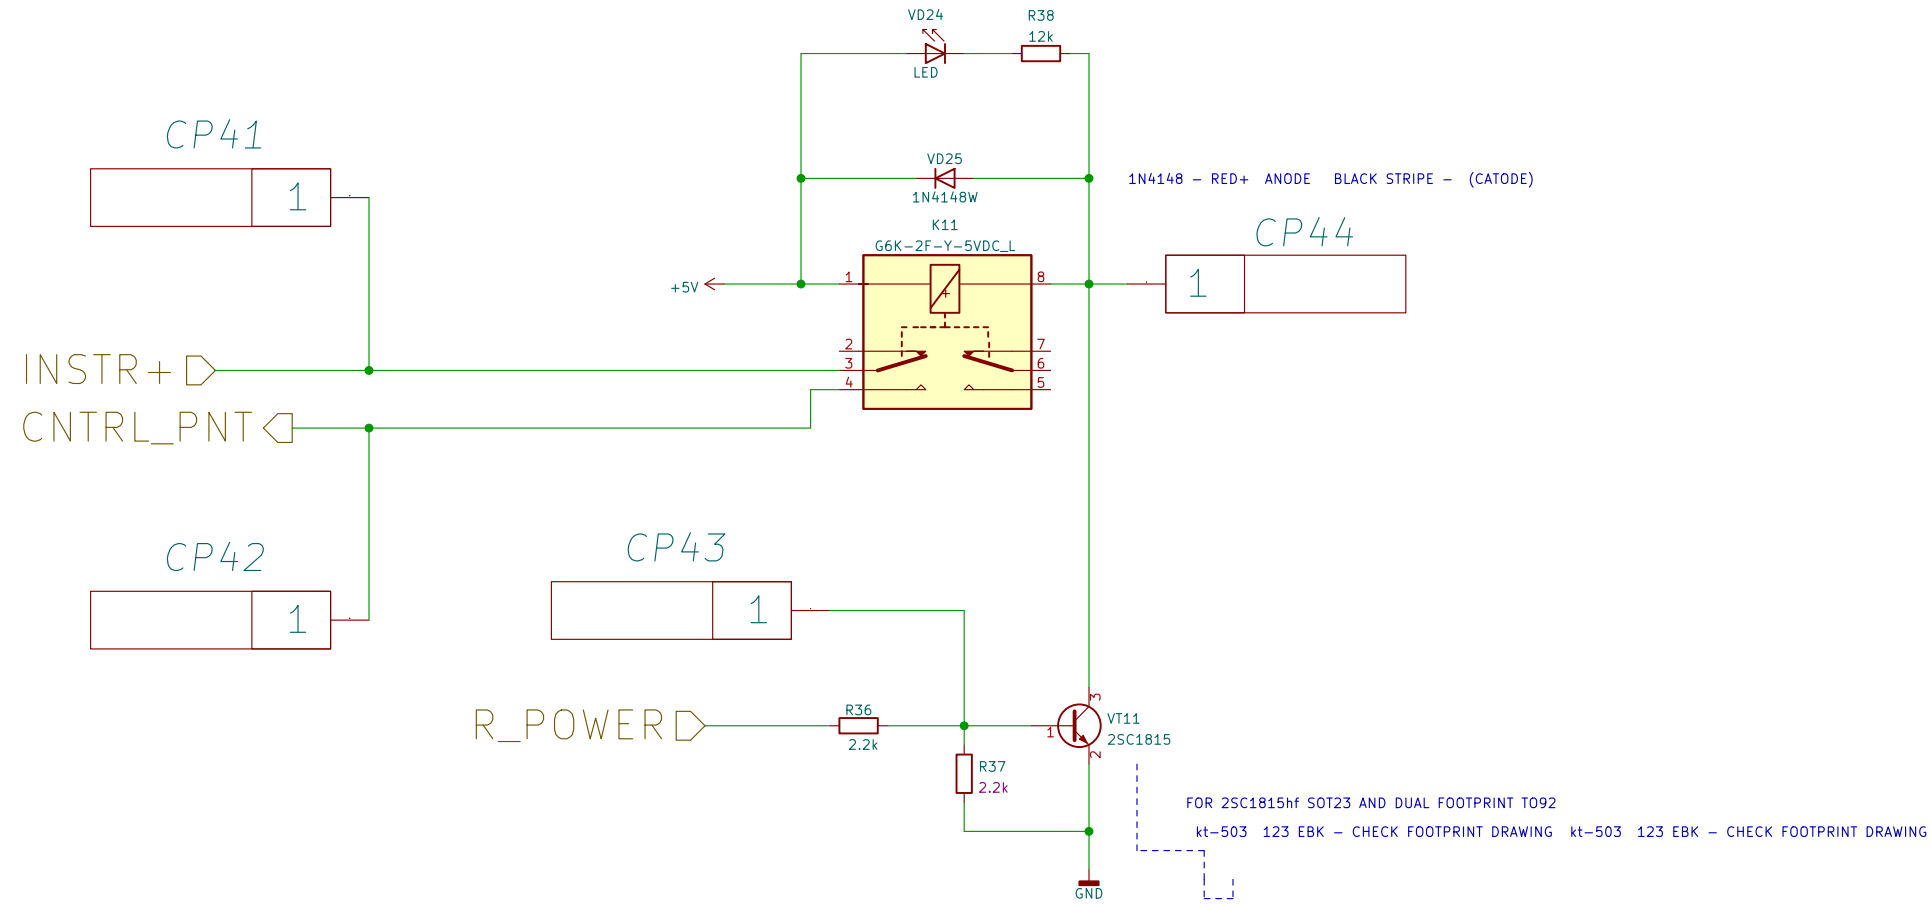 VD24
R38
12k
LED
CP41
1
VD25
1N4148W
1N4148 - RED+ ANODE BLACK STRIPE - (CATODE)
K11
G6K-2F-Y-5VDC_L
CP44
1
+5V
1
8
+
2
7
INSTR+
3
6
4
5
CNTRL_PNT
CP42
1
CP43
1
R_POWER
R36
2.2k
3
1
2
VT11
2SC1815
R37
2.2k
FOR 2SC1815hf SOT23 AND DUAL FOOTPRINT TO92
kt-503 123 EBK - CHECK FOOTPRINT DRAWING kt-503 123 EBK - CHECK FOOTPRINT DRAWING
GND